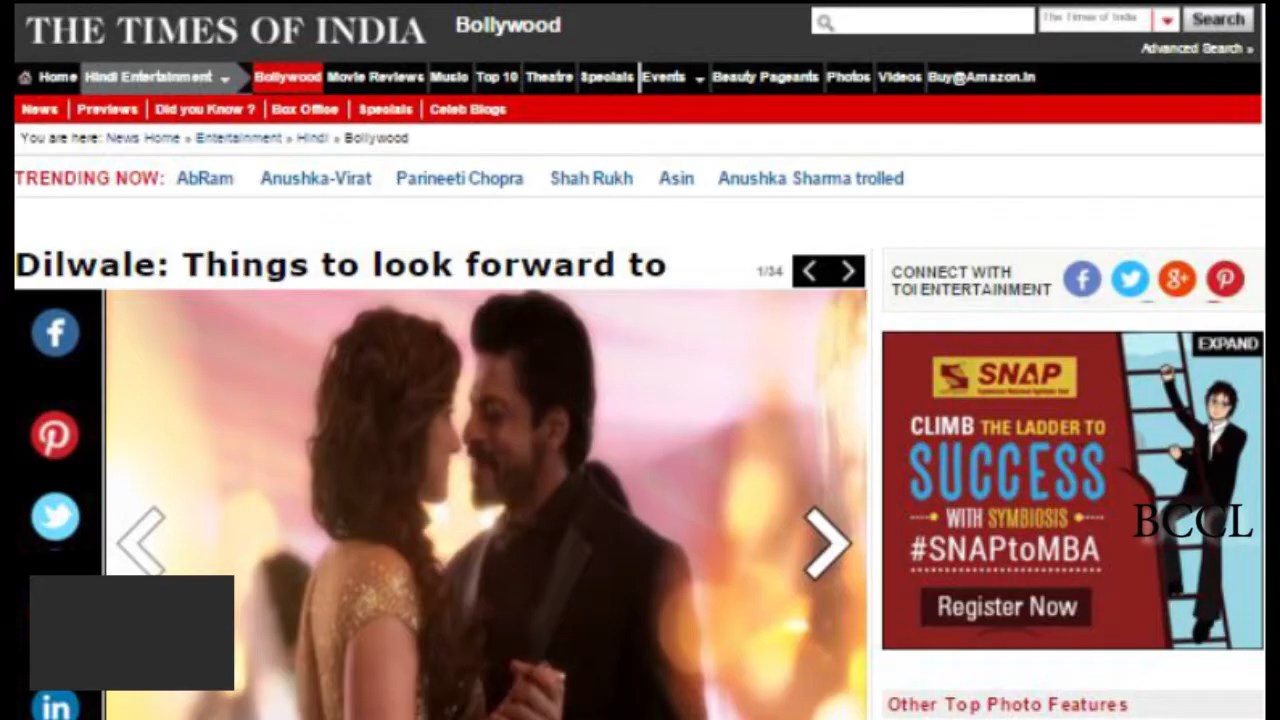 THE TIMES OF INDIA
Bollywood
The Times of India
Search
Advanced Search »
Home Hindi Entertainment Bollywood Movie Reviews Music Top 10 Theatre Specials Events Beauty Pageants Photos Videos Buy@Amazon.in
News | Previews | Did you Know ? | Box Office | Specials | Celeb Blogs
You are here: News Home » Entertainment » Hindi » Bollywood
TRENDING NOW: AbRam Anushka-Virat Parineeti Chopra Shah Rukh Asin Anushka Sharma trolled
Dilwale: Things to look forward to
1/34
CONNECT WITH
TOI ENTERTAINMENT
EXPAND
SNAP
CLIMB THE LADDER TO
SUCCESS
WITH SYMBIOSIS
#SNAPtoMBA
Register Now
BCCL
Other Top Photo Features